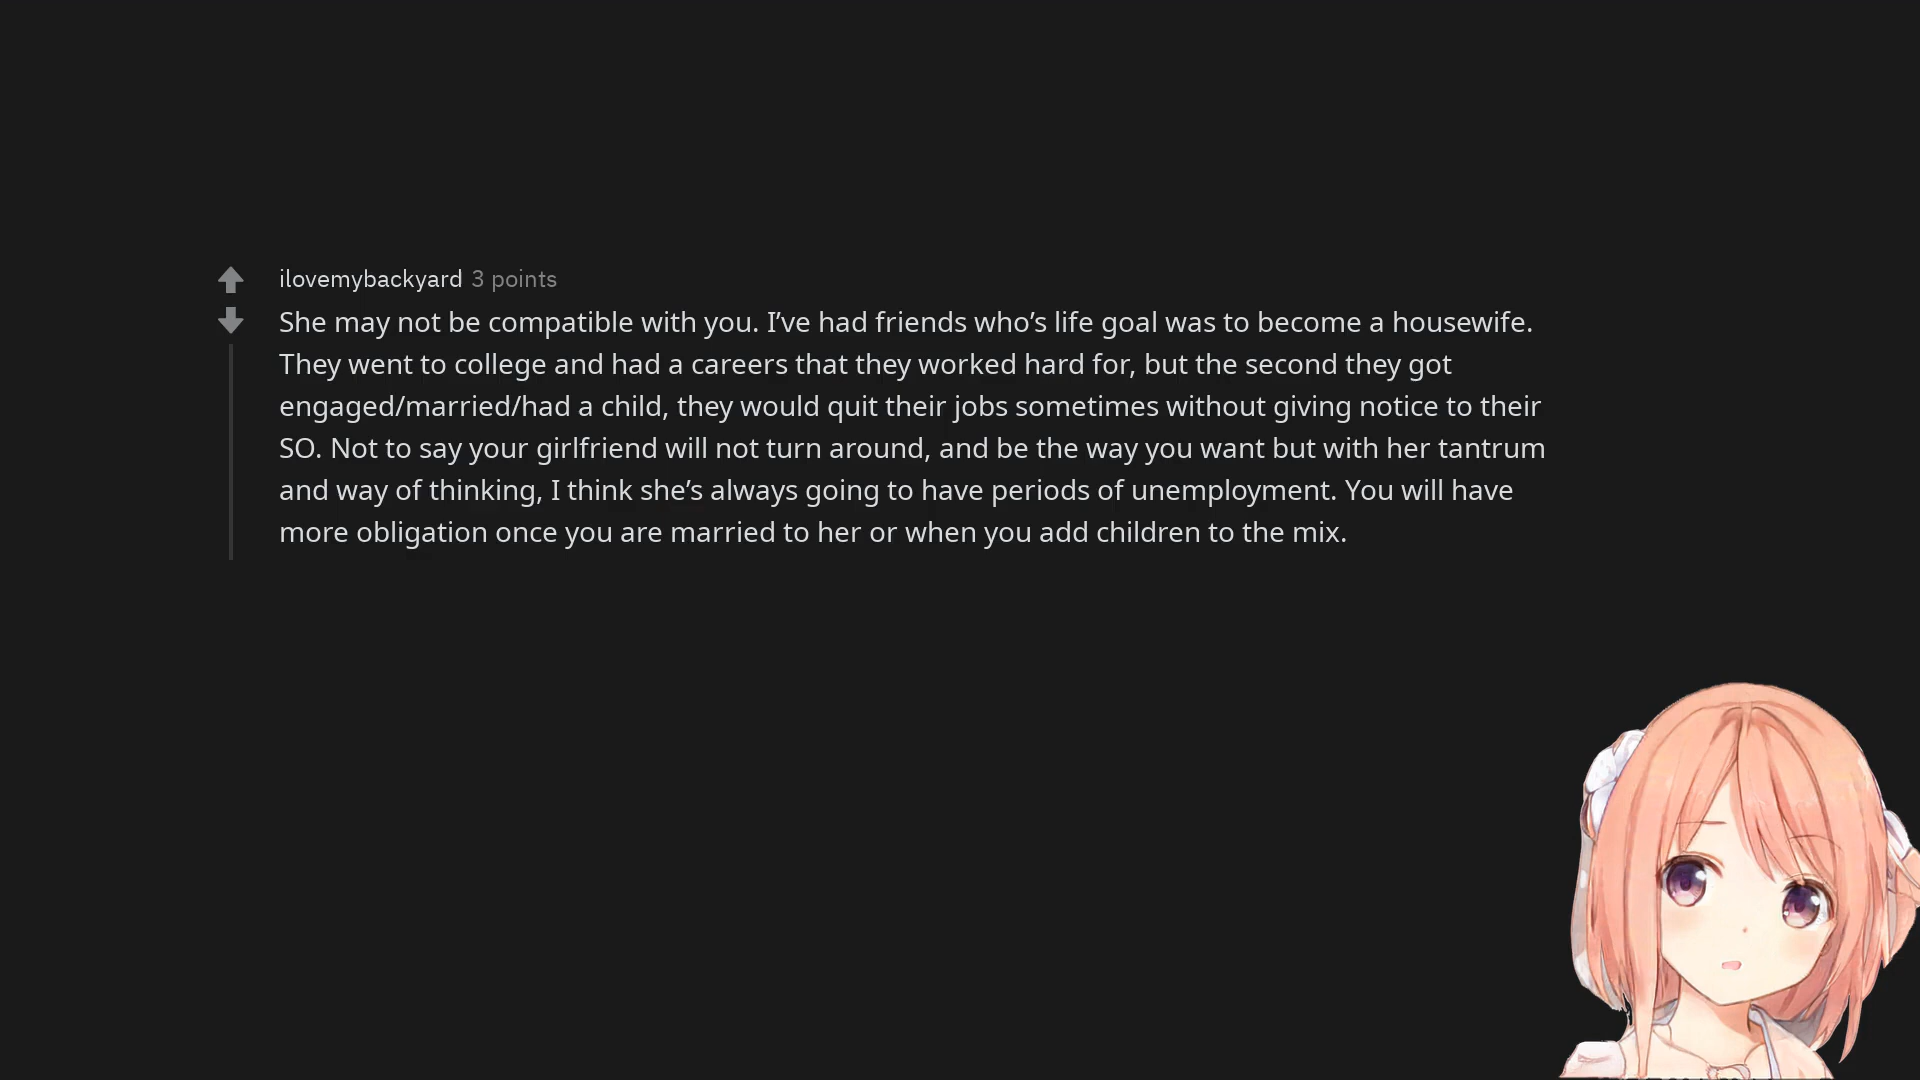 ilovemybackyard 3 points
She may not be compatible with you. I’ve had friends who’s life goal was to become a housewife.
They went to college and had a careers that they worked hard for, but the second they got
engaged/married/had a child, they would quit their jobs sometimes without giving notice to their
SO. Not to say your girlfriend will not turn around, and be the way you want but with her tantrum
and way of thinking, I think she’s always going to have periods of unemployment. You will have
more obligation once you are married to her or when you add children to the mix.